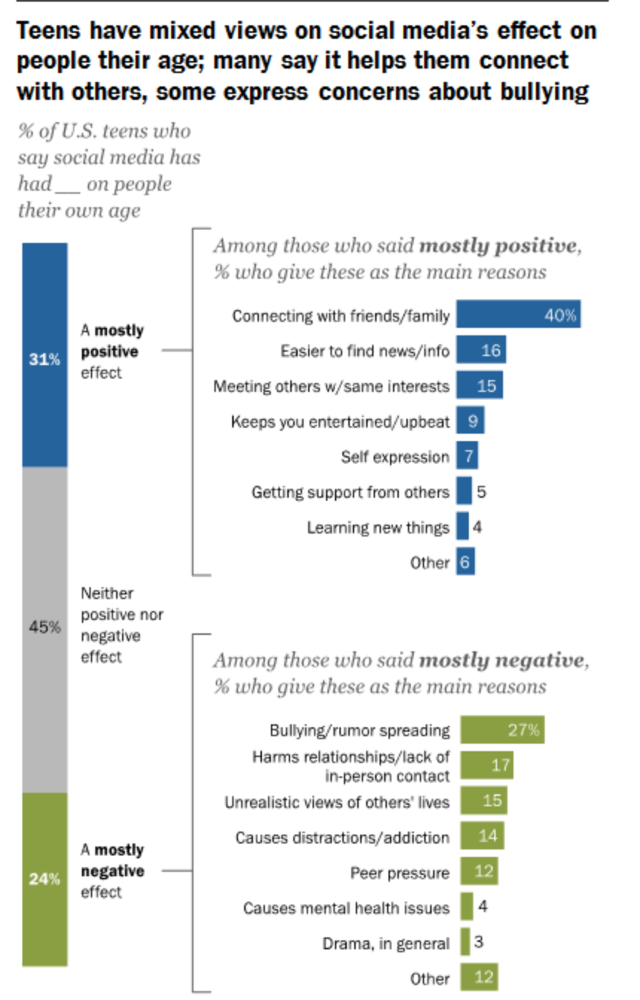 Teens have mixed views on social media's effect on
people their age; many say it helps them connect
with others, some express concerns about bullying
% of U.S. teens who
say social media has
had __ on people
their own age
31%
A mostly
positive
effect
Among those who said mostly positive,
% who give these as the main reasons
Connecting with friends/family 40%
Easier to find news/info 16
Meeting others w/same interests 15
Keeps you entertained/upbeat 9
Self expression 7
Getting support from others 5
Learning new things 4
Other 6
45%
Neither
positive nor
negative
effect
24%
A mostly
negative
effect
Among those who said mostly negative,
% who give these as the main reasons
Bullying/rumor spreading 27%
Harms relationships/lack of
in-person contact 17
Unrealistic views of others' lives 15
Causes distractions/addiction 14
Peer pressure 12
Causes mental health issues 4
Drama, in general 3
Other 12